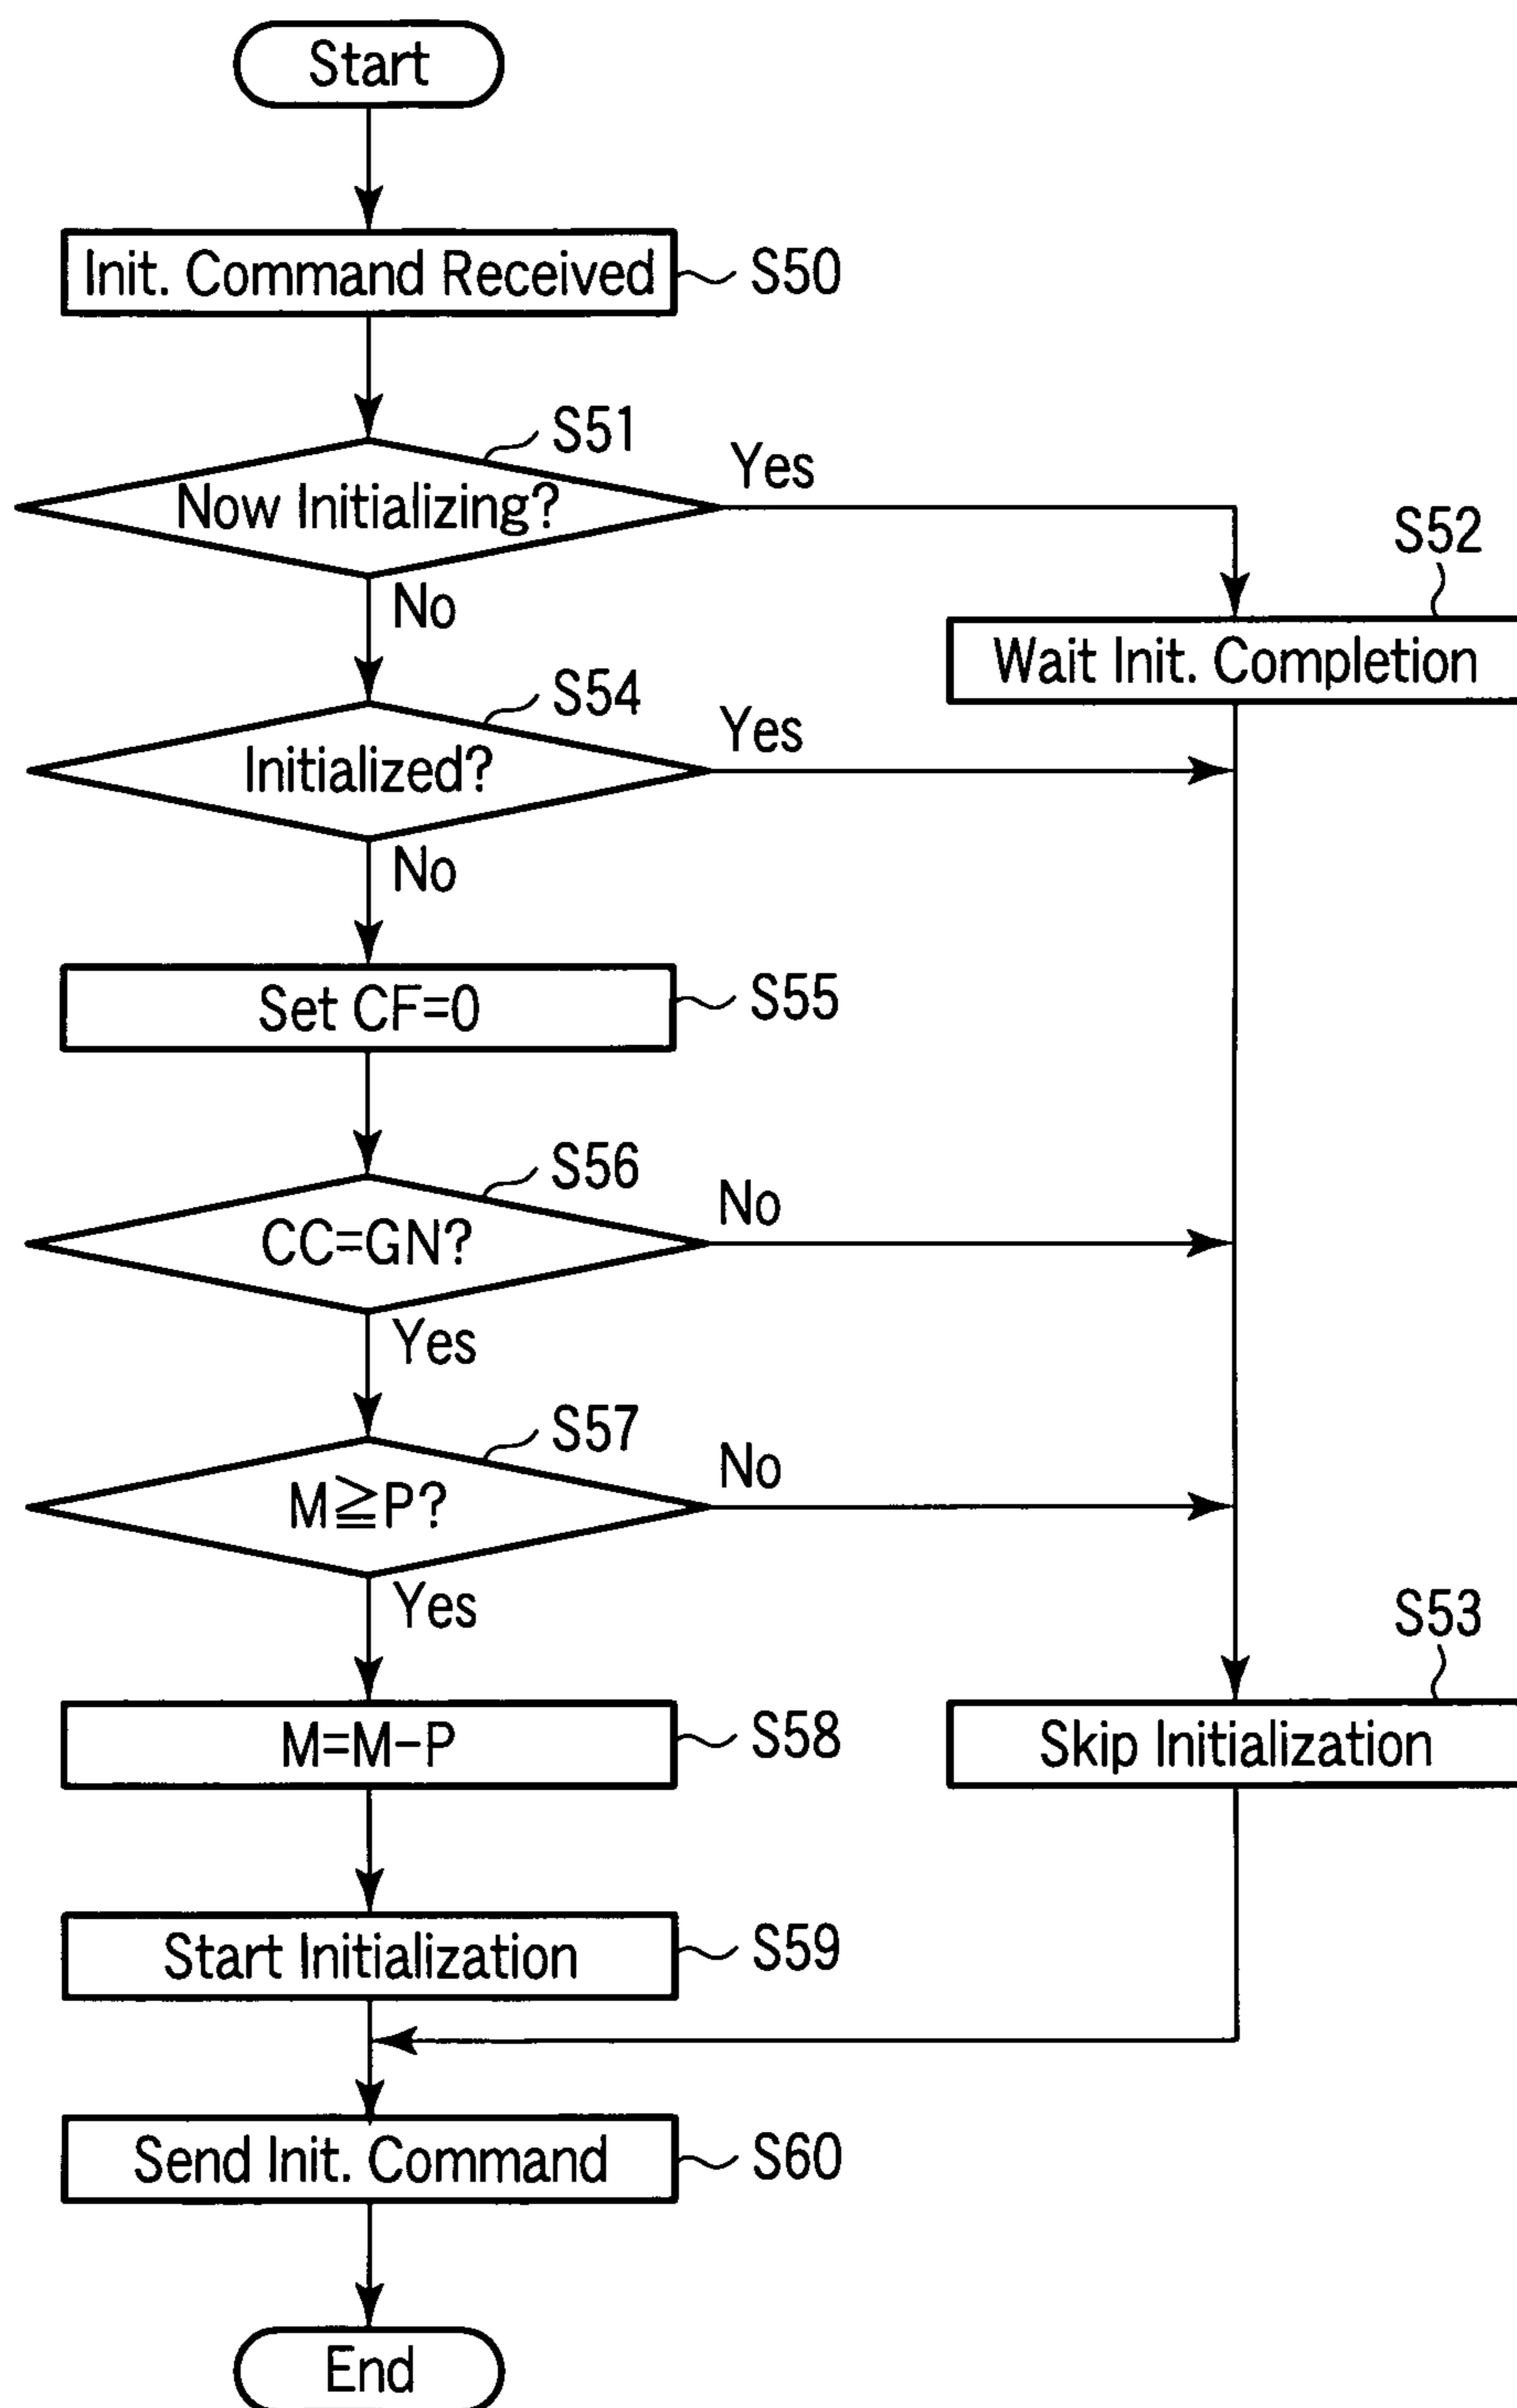 Start
Init. Command Received
S50
S51
Now Initializing?
Yes
No
S52
Wait Init. Completion
S54
Initialized?
Yes
No
Set CF=0
S55
S56
CC=GN?
No
Yes
S57
M≧P?
No
Yes
S53
M=M-P
S58
Skip Initialization
Start Initialization
S59
Send Init. Command
S60
End